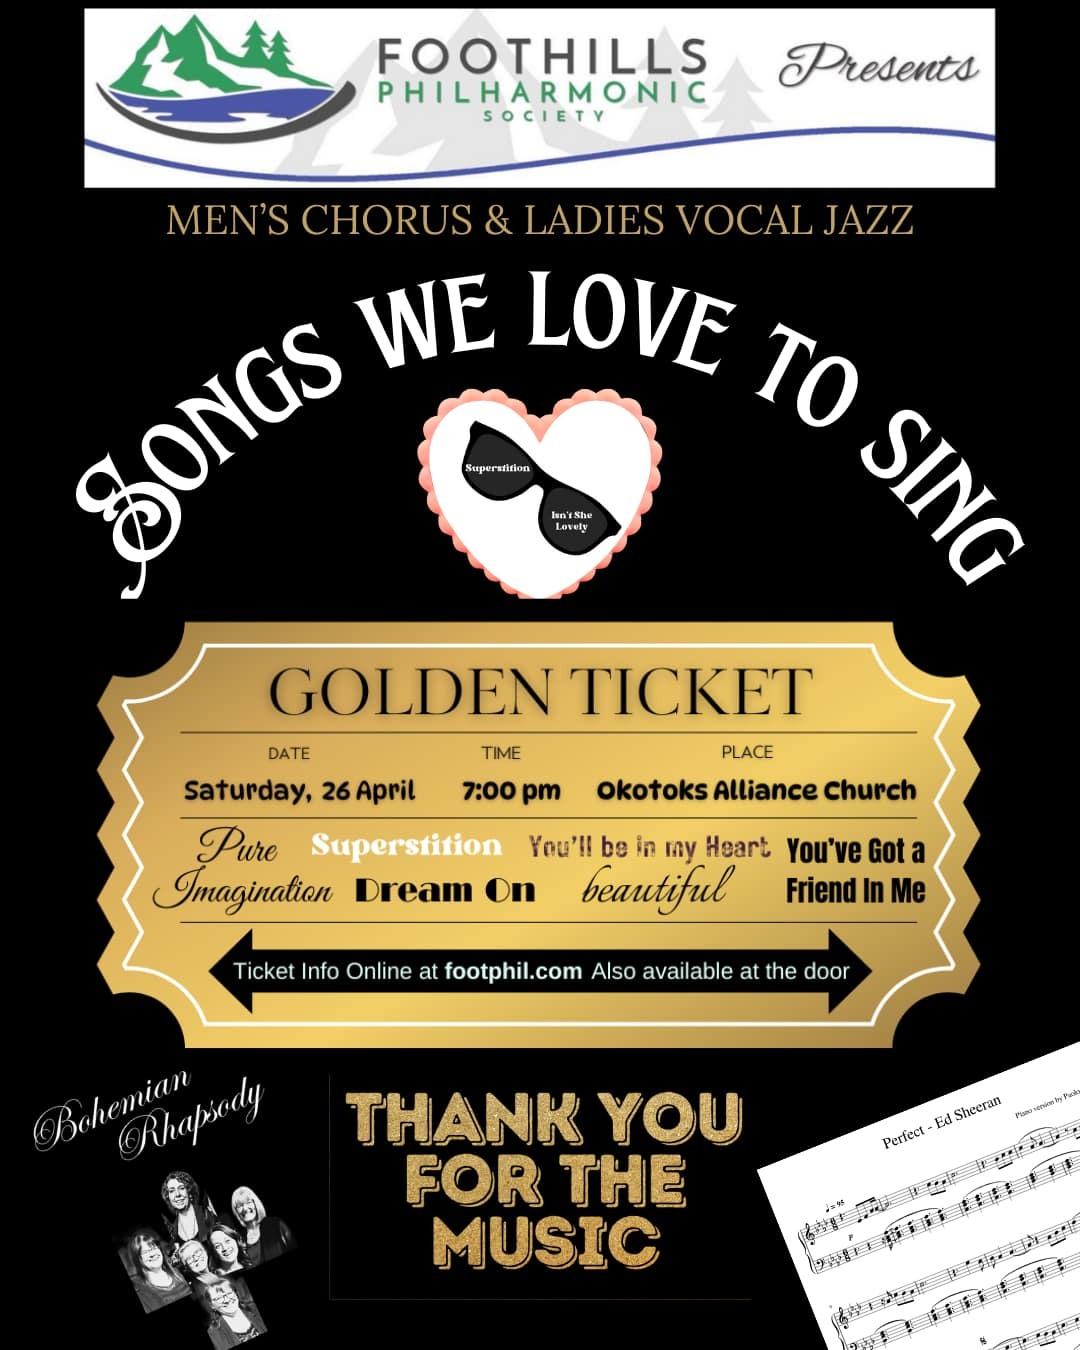 FOOTHILLS
PHILHARMONIC
SOCIETY
Presents
MEN'S CHORUS & LADIES VOCAL JAZZ
SONGS WE LOVE TO SING
Superstition
Isn't She
Lovely
GOLDEN TICKET
DATE TIME PLACE
Saturday, 26 April 7:00 pm Okotoks Alliance Church
Pure
Imagination
Superstition
Dream On
You'll be in my Heart
beautiful
You've Got a
Friend In Me
Ticket Info Online at footphil.com Also available at the door
Bohemian
Rhapsody
THANK YOU
FOR THE
MUSIC
Perfect - Ed Sheeran
Piano version by
= 95